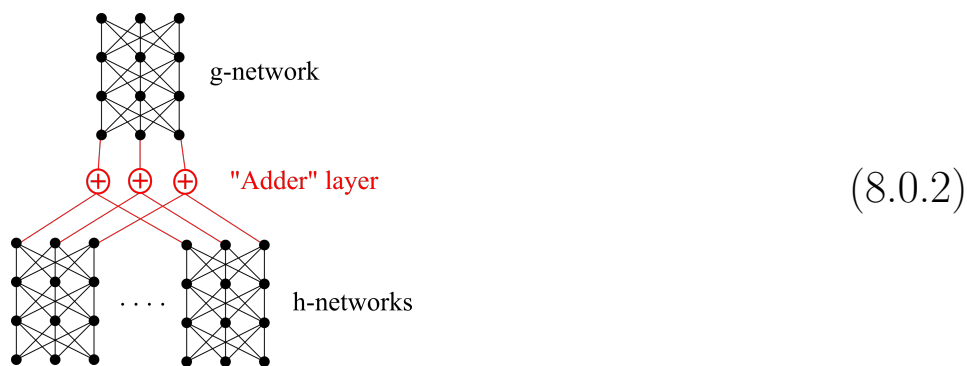 g-network
"Adder" layer
(8.0.2)
. . . .
h-networks